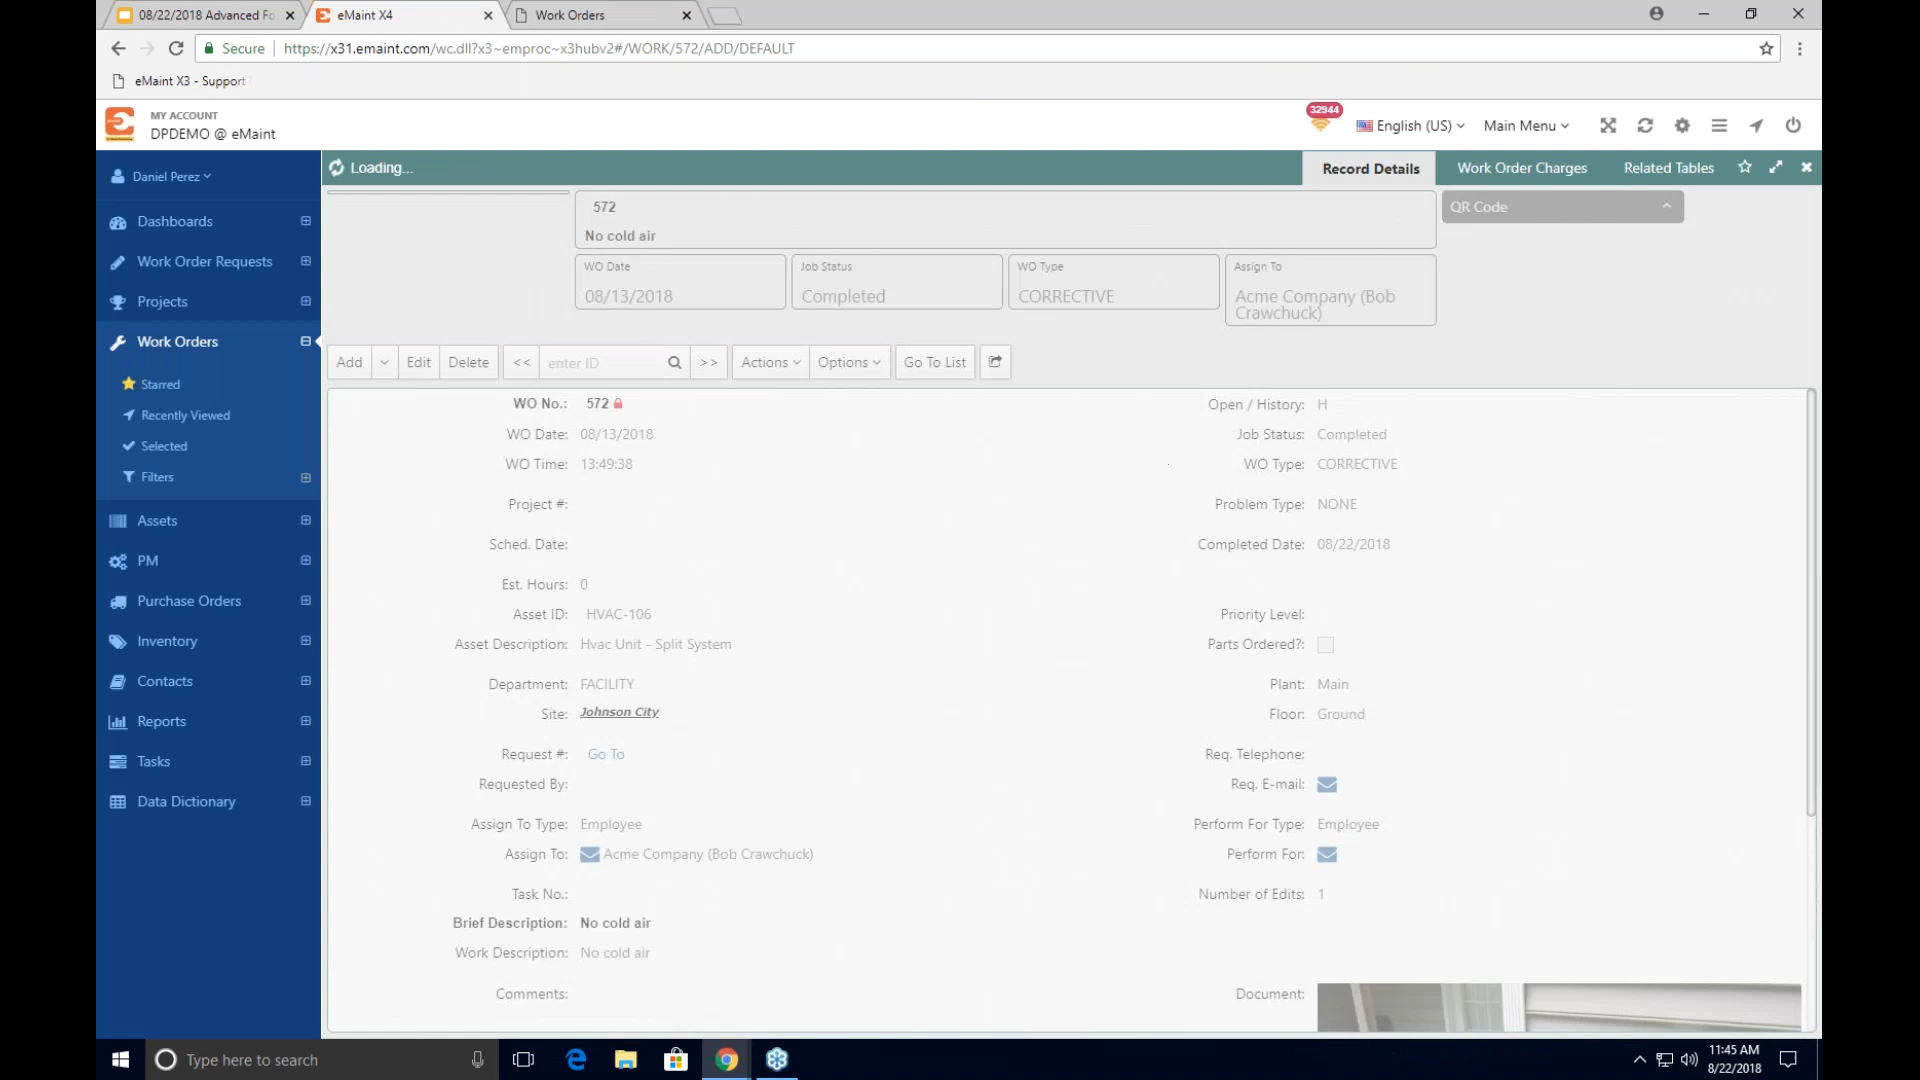 08/22/2018 Advanced Fo
eMaint X4
Work Orders
Secure
https://x31.emaint.com/wc.dll?x3~emproc~x3hubv2#/WORK/572/ADD/DEFAULT
eMaint X3 - Support
MY ACCOUNT
DPDEMO @ eMaint
32944
English (US)
Main Menu
Daniel Perez
Loading...
Record Details
Work Order Charges
Related Tables
Dashboards
Work Order Requests
Projects
Work Orders
Starred
Recently Viewed
Selected
Filters
Assets
PM
Purchase Orders
Inventory
Contacts
Reports
Tasks
Data Dictionary
572
No cold air
QR Code
WO Date
08/13/2018
Job Status
Completed
WO Type
CORRECTIVE
Assign To
Acme Company (Bob
Crawchuck)
Add
Edit
Delete
<<
enter ID
>>
Actions
Options
Go To List
WO No.: 572
Open / History: H
WO Date: 08/13/2018
Job Status: Completed
WO Time: 13:49:38
WO Type: CORRECTIVE
Project #:
Problem Type: NONE
Sched. Date:
Completed Date: 08/22/2018
Est. Hours: 0
Asset ID: HVAC-106
Priority Level:
Asset Description: Hvac Unit - Split System
Parts Ordered?:
Department: FACILITY
Plant: Main
Site: Johnson City
Floor: Ground
Request #: Go To
Req. Telephone:
Requested By:
Req. E-mail:
Assign To Type: Employee
Perform For Type: Employee
Assign To: Acme Company (Bob Crawchuck)
Perform For:
Task No.:
Number of Edits: 1
Brief Description: No cold air
Work Description: No cold air
Comments:
Document:
Type here to search
11:45 AM
8/22/2018